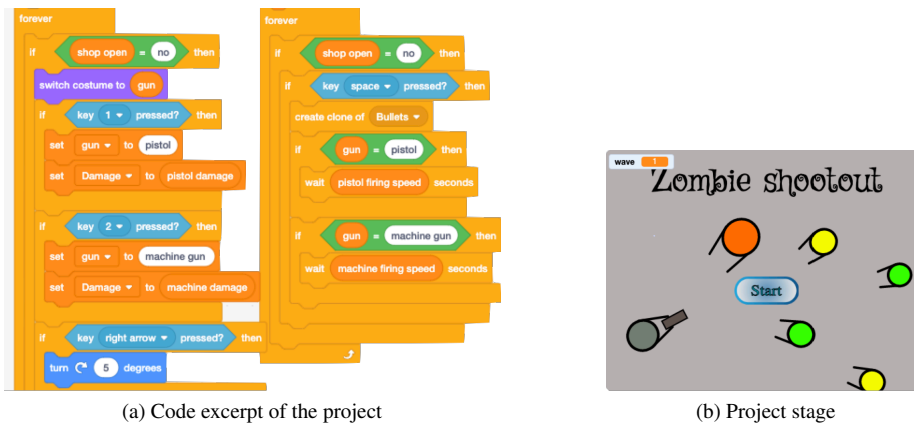 forever
if shop open = no then
switch costume to gun
if key 1 pressed? then
set gun to pistol
set Damage to pistol damage
if key 2 pressed? then
set gun to machine gun
set Damage to machine damage
if key right arrow pressed? then
turn 5 degrees
forever
if shop open = no then
if key space pressed? then
create clone of Bullets
if gun = pistol then
wait pistol firing speed seconds
if gun = machine gun then
wait machine firing speed seconds
(a) Code excerpt of the project
wave 1
Zombie shootout
Start
(b) Project stage